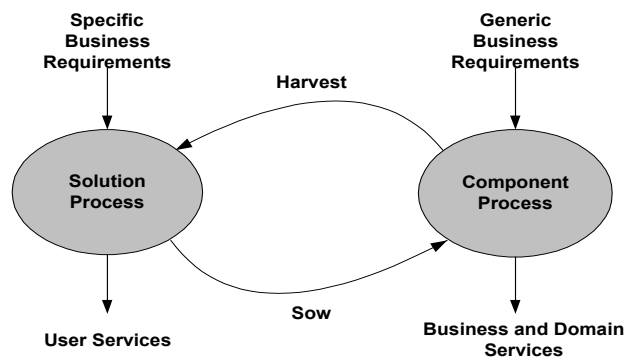 Specific
Business
Requirements
Generic
Business
Requirements
Harvest
Solution
Process
Component
Process
Sow
User Services
Business and Domain
Services